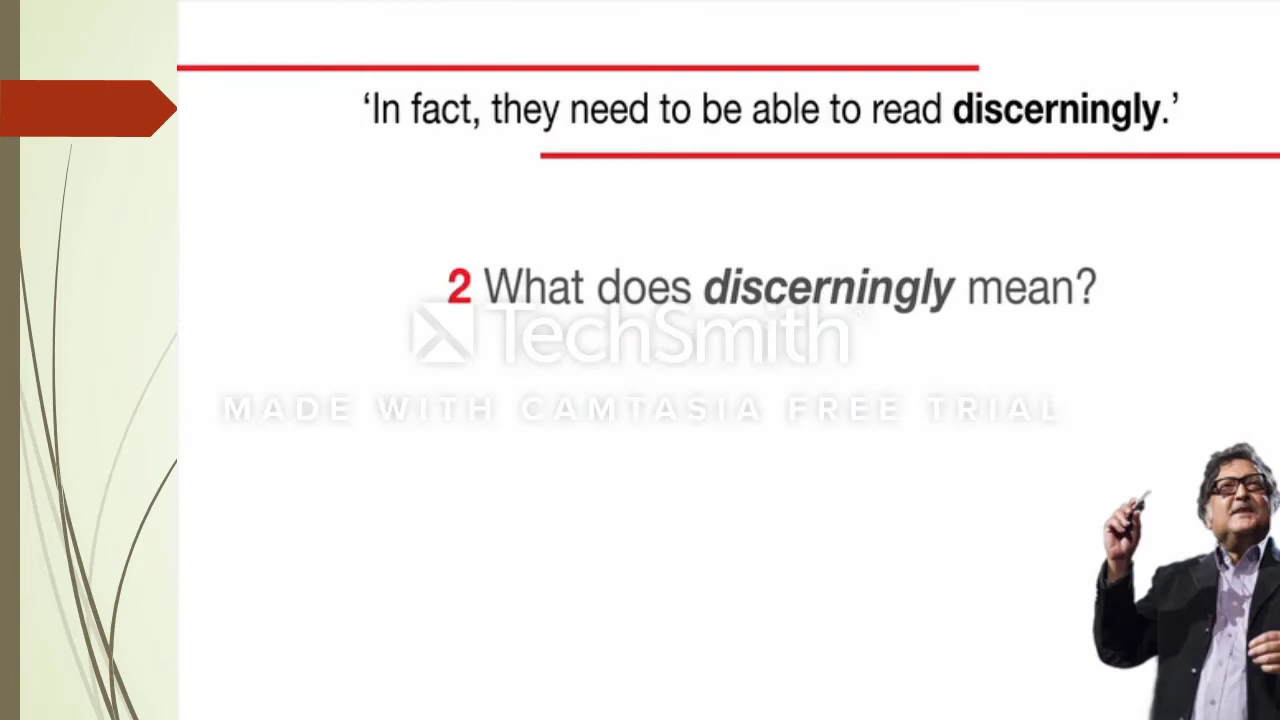 ‘In fact, they need to be able to read discerningly.’
2 What does discerningly mean?
TechSmith®
MADE WITH CAMTASIA FREE TRIAL